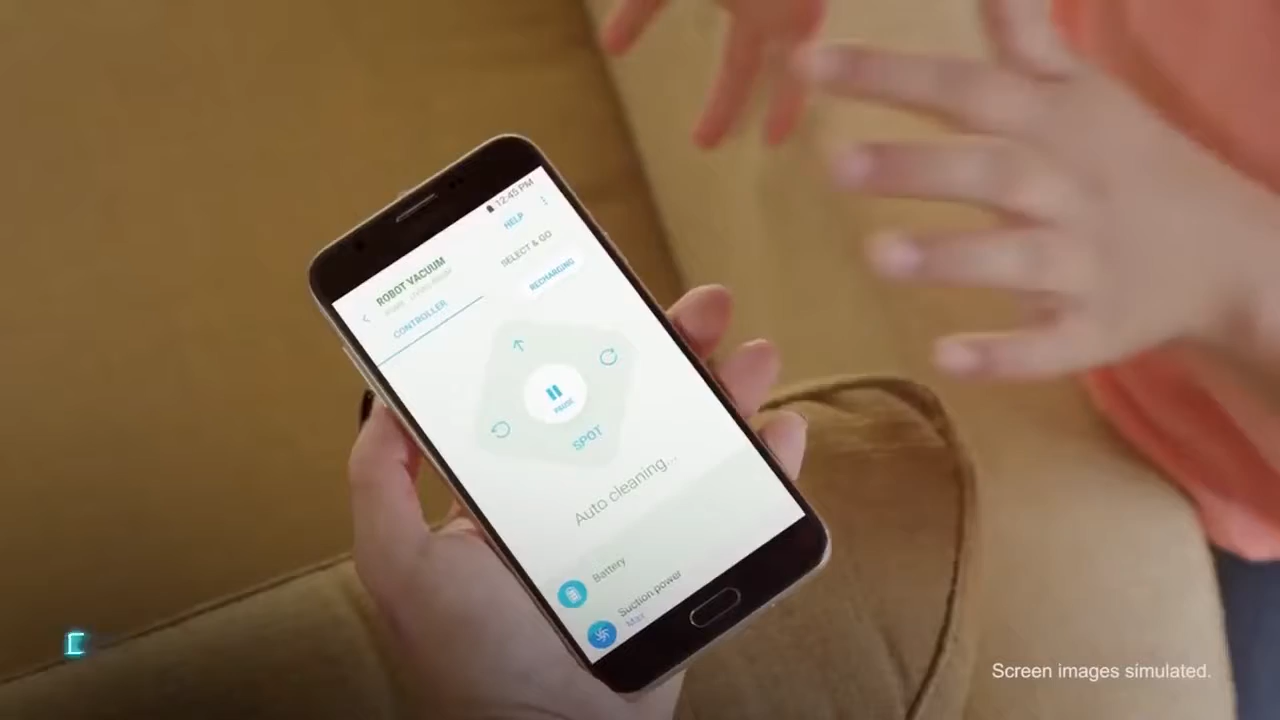 12:45 PM
HELP
ROBOT VACUUM
CONTROLLER
SELECT & GO
RECHARGING
PAUSE
SPOT
Auto cleaning...
Battery
Suction power
Max
Screen images simulated.